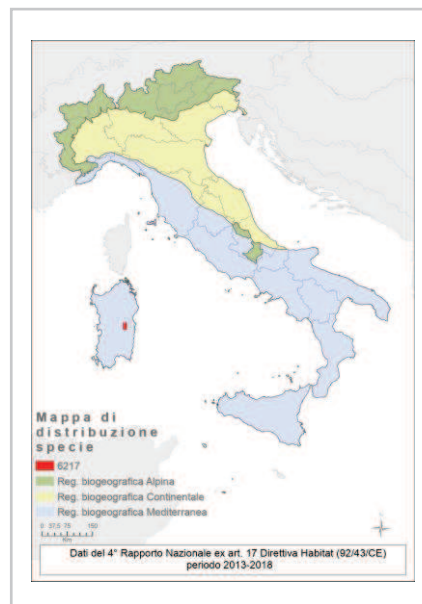 Mappa di
distribuzione
specie
6217
Reg. biogeografica Alpina
Reg. biogeografica Continentale
Reg. biogeografica Mediterranea
0 37,5 75 150
Km
Dati del 4° Rapporto Nazionale ex art. 17 Direttiva Habitat (92/43/CE)
periodo 2013-2018